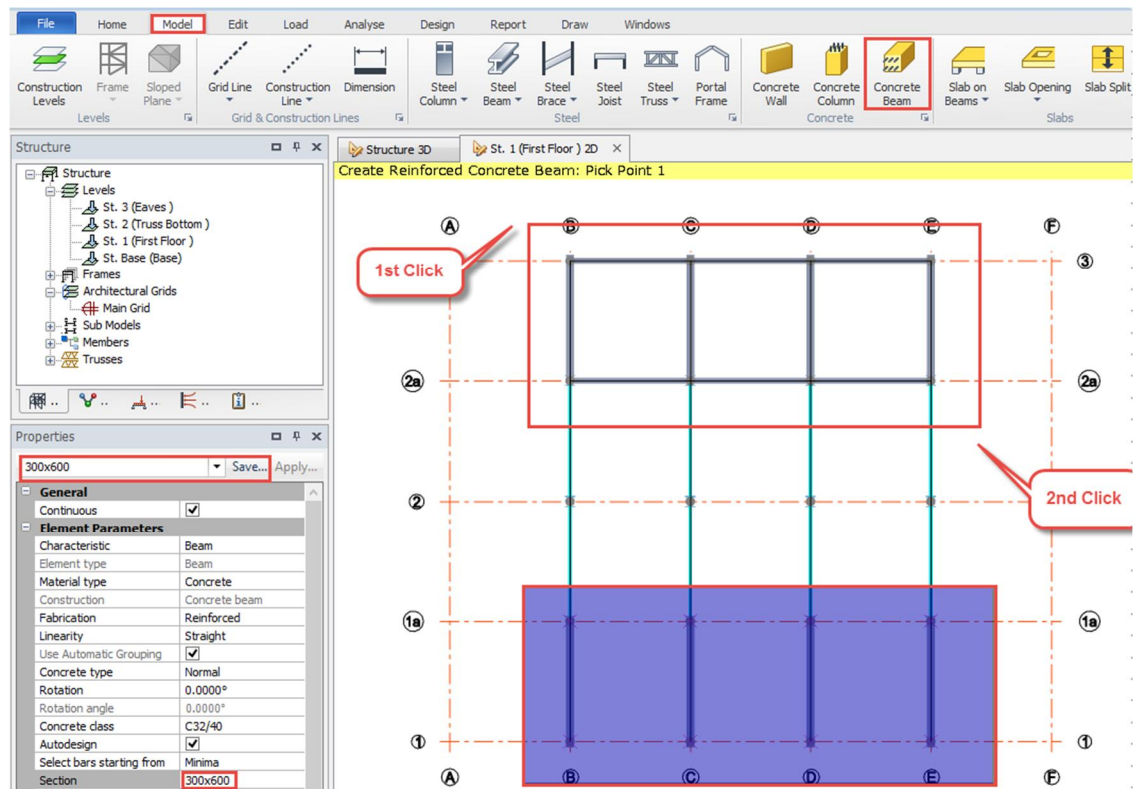 File Home Model Edit Load Analyse Design Report Draw Windows
Construction Levels Frame Sloped Plane Grid Line Construction Line Dimension Steel Column Steel Beam Steel Brace Steel Joist Steel Truss Portal Frame Concrete Wall Concrete Column Concrete Beam Slab on Beams Slab Opening Slab Split
Levels Grid & Construction Lines Steel Concrete Slabs
Structure
Structure
Levels
St. 3 (Eaves )
St. 2 (Truss Bottom )
St. 1 (First Floor )
St. Base (Base)
Frames
Architectural Grids
Main Grid
Sub Models
Members
Trusses
Properties
300x600 Save... Apply...
General
Continuous
Element Parameters
Characteristic Beam
Element type Beam
Material type Concrete
Construction Concrete beam
Fabrication Reinforced
Linearity Straight
Use Automatic Grouping
Concrete type Normal
Rotation 0.0000°
Rotation angle 0.0000°
Concrete class C32/40
Autodesign
Select bars starting from Minima
Section 300x600
Structure 3D St. 1 (First Floor ) 2D
Create Reinforced Concrete Beam: Pick Point 1
A B C D E F
1st Click
3
2a 2a
2
2nd Click
1a 1a
1 1
A B C D E F